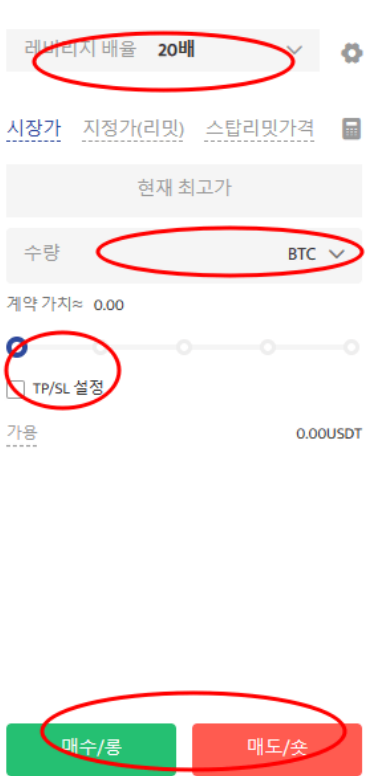 레버리지 배율 20배
시장가 지정가(리밋) 스탑리밋가격
현재 최고가
수량 BTC
계약 가치≈ 0.00
TP/SL 설정
가용 0.00USDT
매수/롱 매도/숏